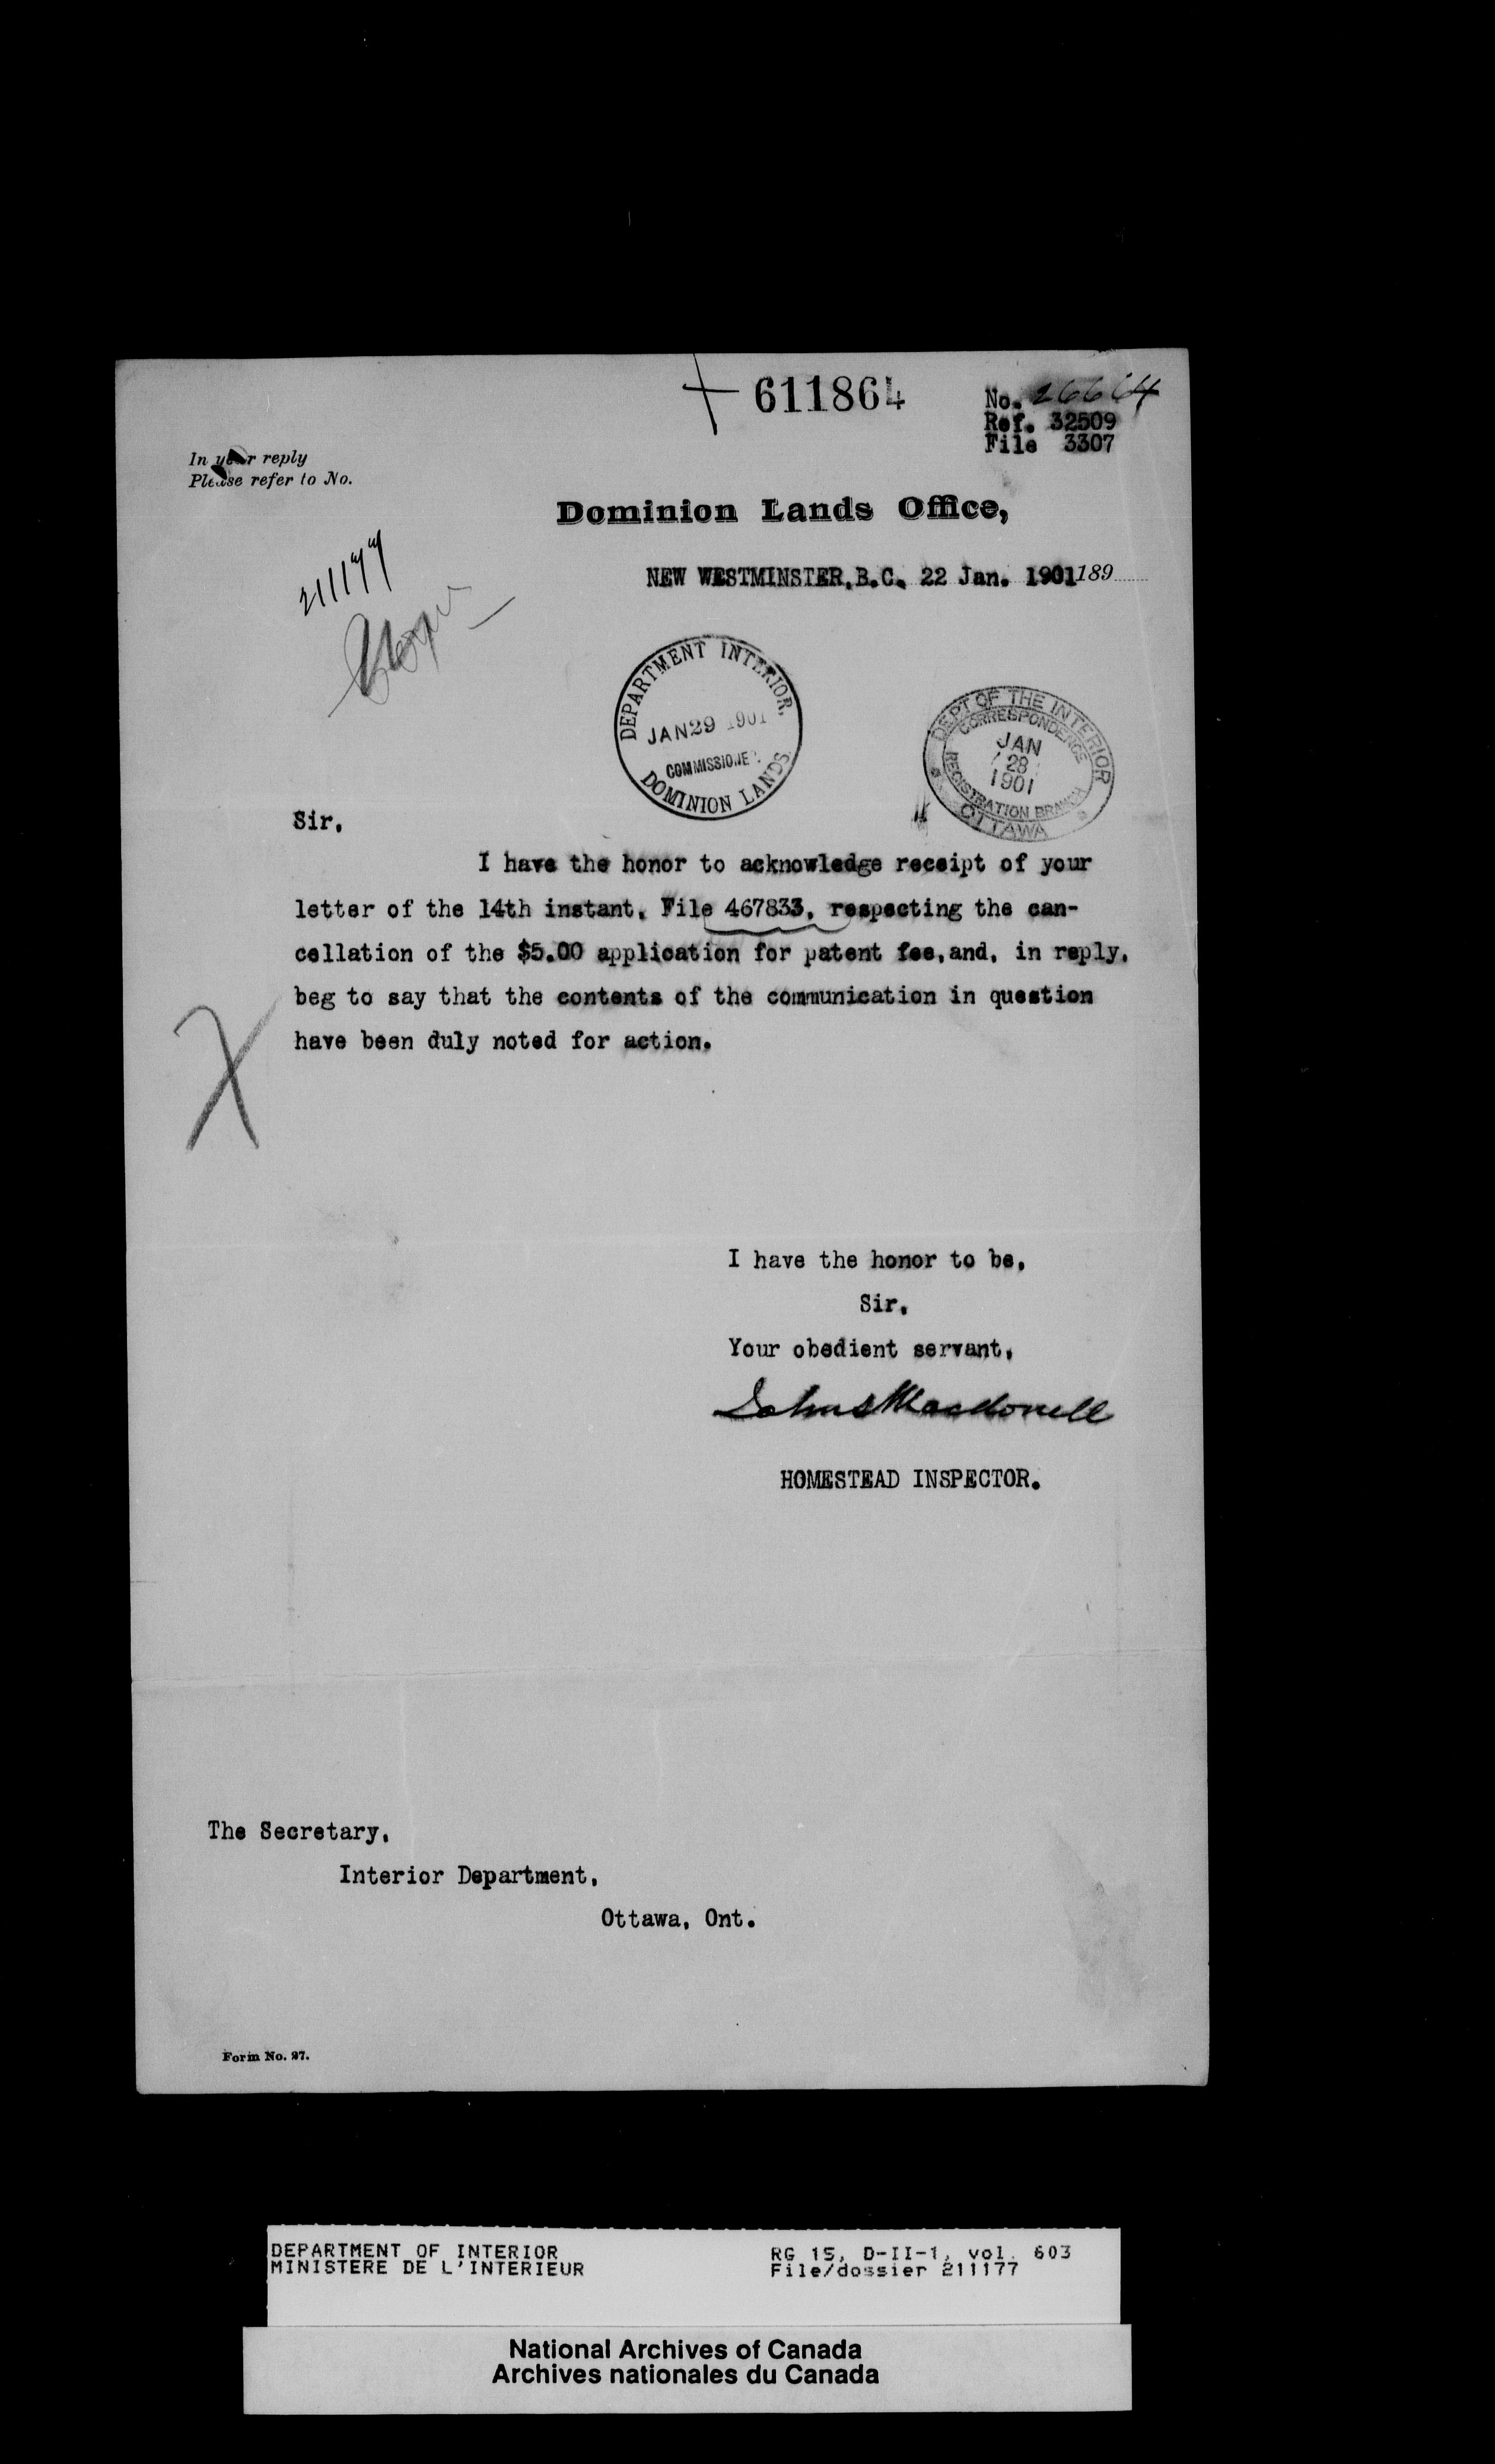 611864
No. 26664
Ref. 32509
File 3307
In your reply
Please refer to No.
Dominion Lands Office,
NEW WESTMINSTER, B.C. 22 Jan. 1901 189
211177
DEPARTMENT INTERIOR,
JAN 29 1901
COMMISSIONER
DOMINION LANDS
DEPT OF THE INTERIOR
CORRESPONDENCE
JAN
28
1901
REGISTRATION BRANCH
OTTAWA
Sir,
I have the honor to acknowledge receipt of your
letter of the 14th instant, File 467833, respecting the can-
cellation of the $5.00 application for patent fee, and, in reply,
beg to say that the contents of the communication in question
have been duly noted for action.
I have the honor to be,
Sir,
Your obedient servant,
John S Macdonell
HOMESTEAD INSPECTOR.
The Secretary,
Interior Department,
Ottawa, Ont.
Form No. 27.
DEPARTMENT OF INTERIOR RG 15, D-II-1, vol. 603
MINISTERE DE L'INTERIEUR File/dossier 211177
National Archives of Canada
Archives nationales du Canada